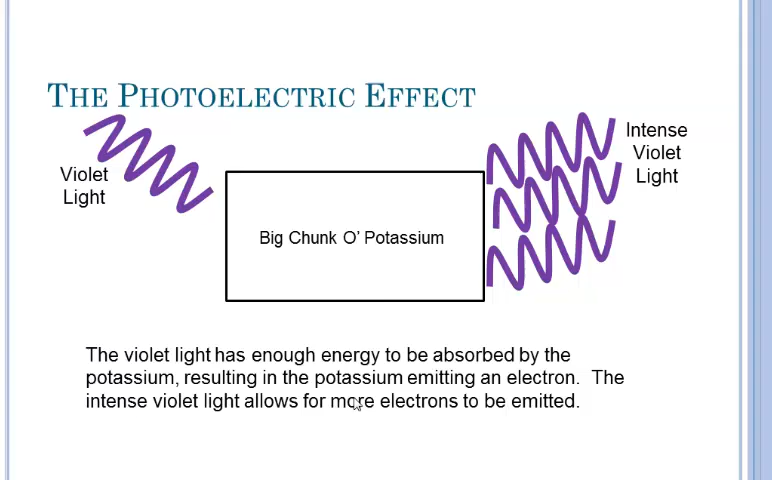 THE PHOTOELECTRIC EFFECT
Violet
Light
Intense
Violet
Light
Big Chunk O’ Potassium
The violet light has enough energy to be absorbed by the
potassium, resulting in the potassium emitting an electron.  The
intense violet light allows for more electrons to be emitted.